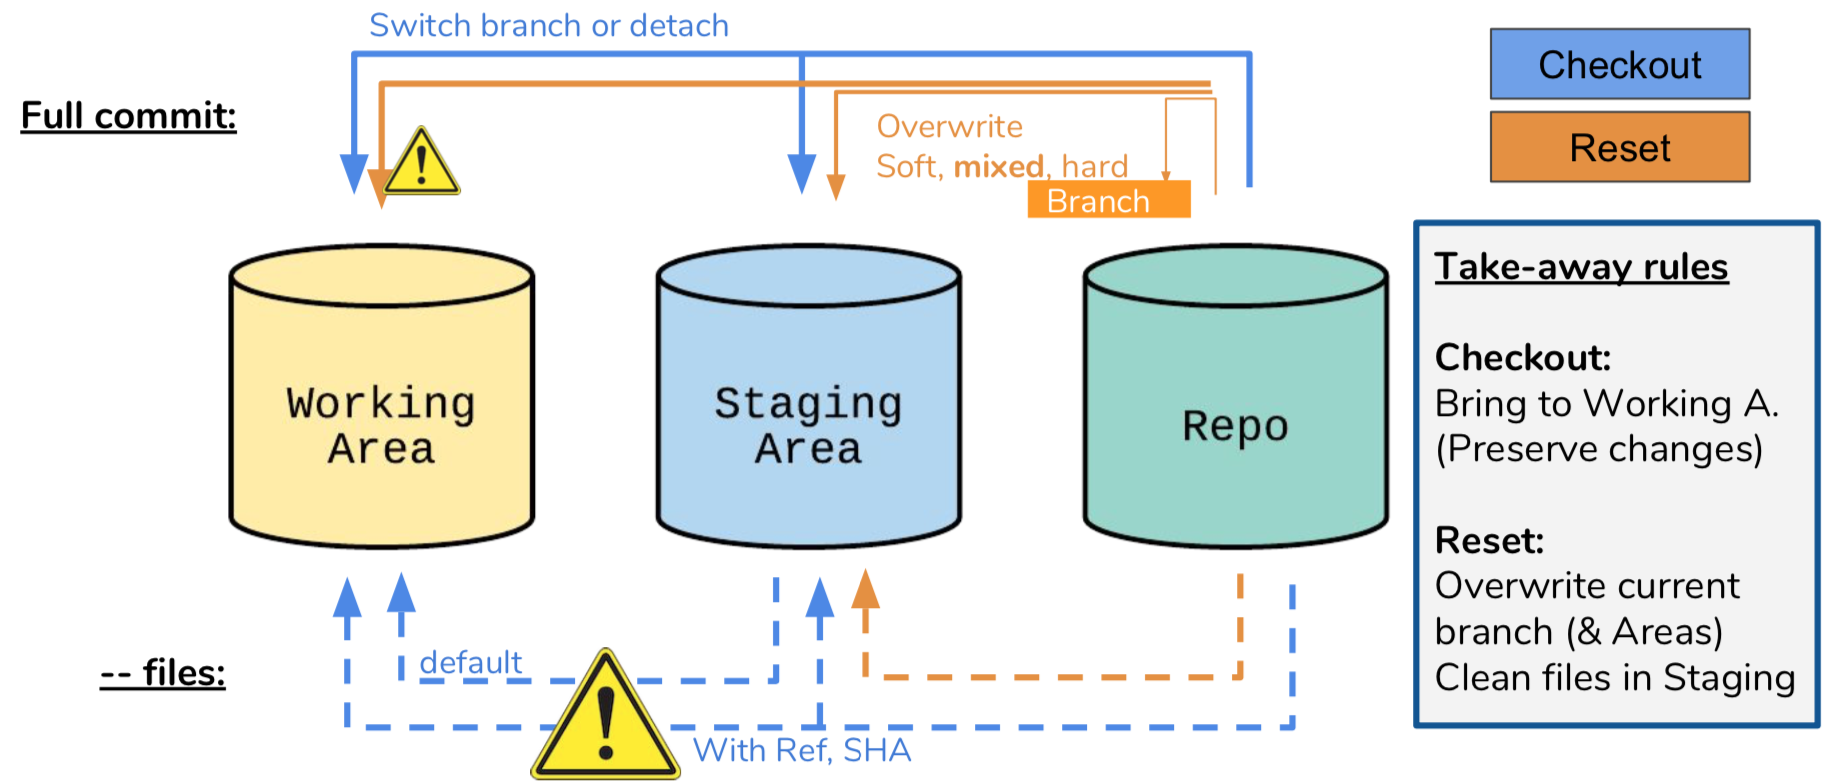 Switch branch or detach
Full commit:
Overwrite
Soft, mixed, hard
Branch
Checkout
Reset
Working
Area
Staging
Area
Repo
Take-away rules
Checkout:
Bring to Working A.
(Preserve changes)
Reset:
Overwrite current
branch (& Areas)
Clean files in Staging
-- files:
default
With Ref, SHA